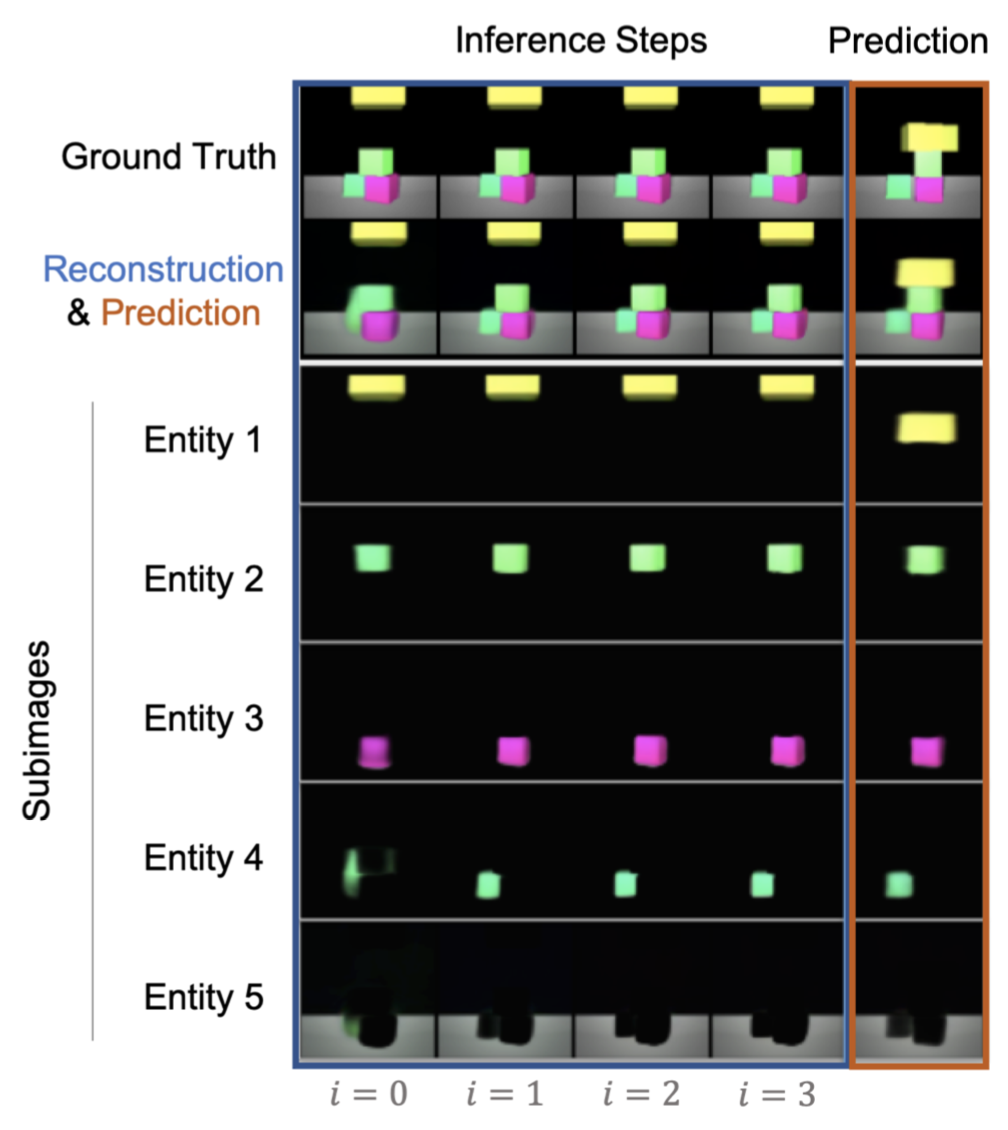 Inference Steps
Prediction
Ground Truth
Reconstruction
& Prediction
Entity 1
Entity 2
Entity 3
Entity 4
Entity 5
Subimages
i = 0
i = 1
i = 2
i = 3